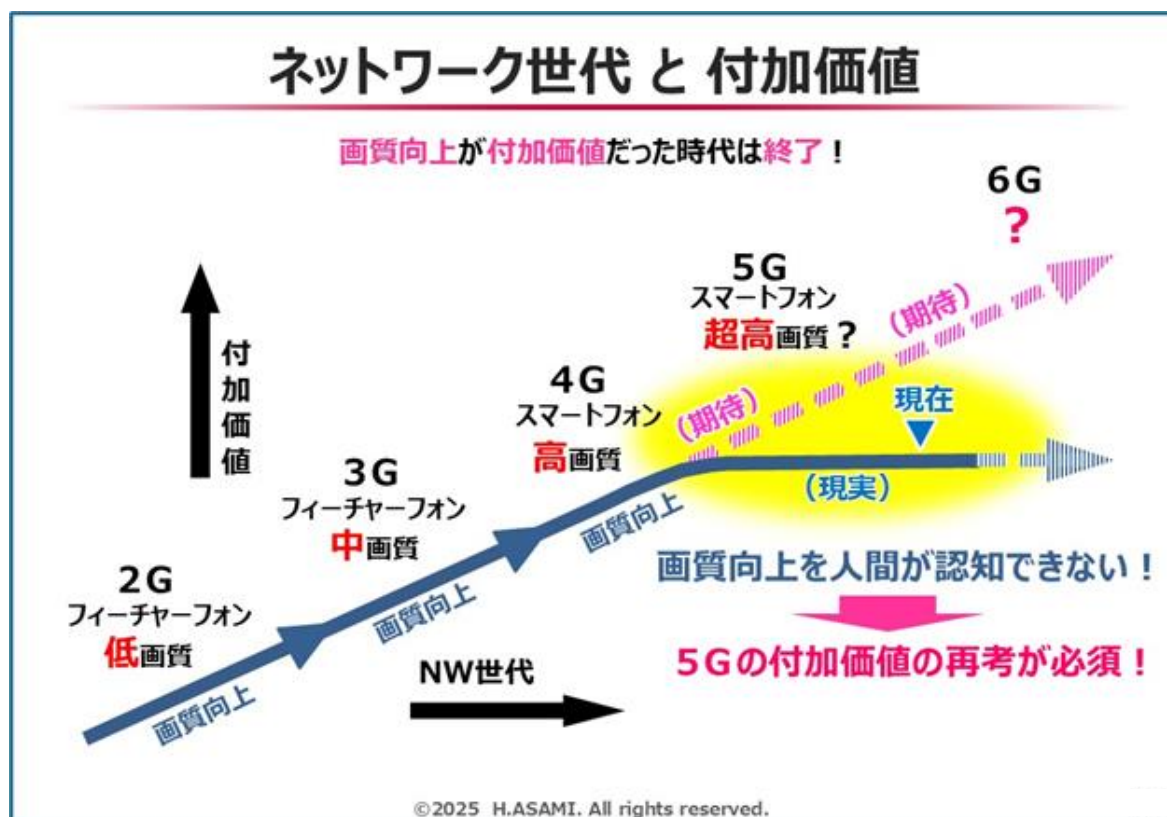 ネットワーク世代 と 付加価値
画質向上が付加価値だった時代は終了！
6G
？
5G
スマートフォン
超高画質？
(期待)
付加価値
4G
スマートフォン
高画質
(期待)
現在
(現実)
3G
フィーチャーフォン
中画質
画質向上
画質向上を人間が認知できない！
2G
フィーチャーフォン
低画質
画質向上
5Gの付加価値の再考が必須！
NW世代
画質向上
©2025 H.ASAMI. All rights reserved.